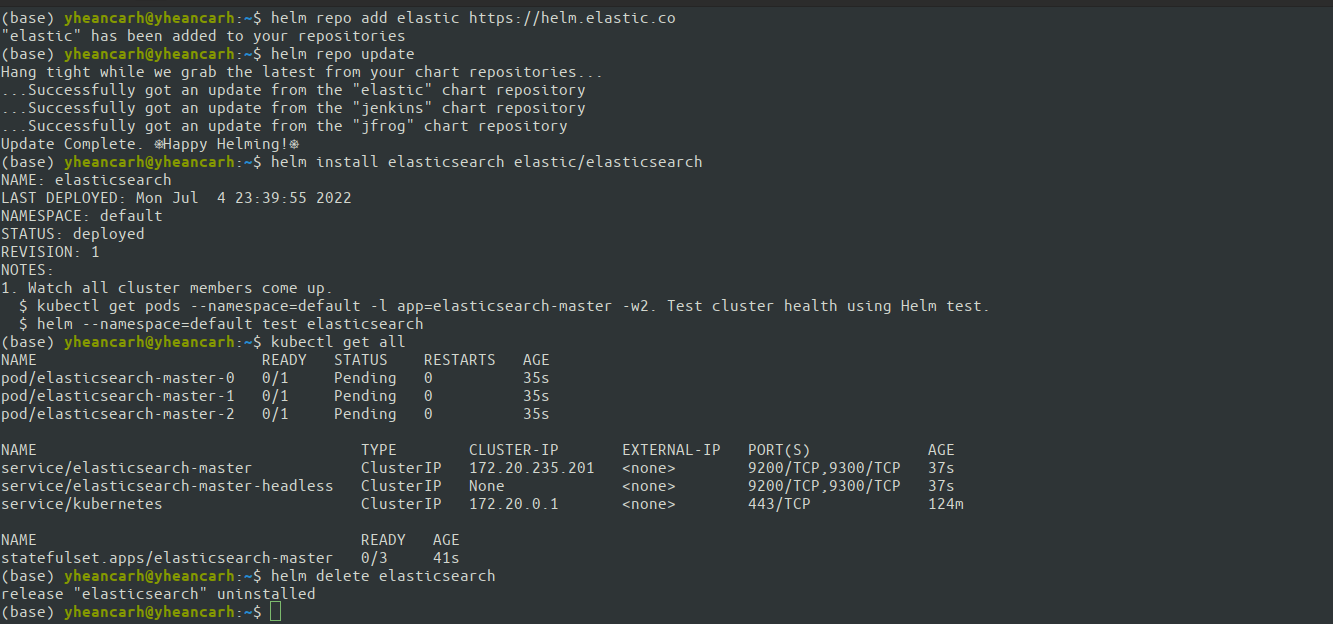 (base) yheancarh@yheancarh:~$ helm repo add elastic https://helm.elastic.co
"elastic" has been added to your repositories
(base) yheancarh@yheancarh:~$ helm repo update
Hang tight while we grab the latest from your chart repositories...
...Successfully got an update from the "elastic" chart repository
...Successfully got an update from the "jenkins" chart repository
...Successfully got an update from the "jfrog" chart repository
Update Complete. ⎈Happy Helming!⎈
(base) yheancarh@yheancarh:~$ helm install elasticsearch elastic/elasticsearch
NAME: elasticsearch
LAST DEPLOYED: Mon Jul  4 23:39:55 2022
NAMESPACE: default
STATUS: deployed
REVISION: 1
NOTES:
1. Watch all cluster members come up.
  $ kubectl get pods --namespace=default -l app=elasticsearch-master -w2. Test cluster health using Helm test.
  $ helm --namespace=default test elasticsearch
(base) yheancarh@yheancarh:~$ kubectl get all
NAME                         READY   STATUS    RESTARTS   AGE
pod/elasticsearch-master-0   0/1     Pending   0          35s
pod/elasticsearch-master-1   0/1     Pending   0          35s
pod/elasticsearch-master-2   0/1     Pending   0          35s

NAME                                    TYPE        CLUSTER-IP       EXTERNAL-IP   PORT(S)             AGE
service/elasticsearch-master            ClusterIP   172.20.235.201   <none>        9200/TCP,9300/TCP   37s
service/elasticsearch-master-headless   ClusterIP   None             <none>        9200/TCP,9300/TCP   37s
service/kubernetes                      ClusterIP   172.20.0.1       <none>        443/TCP             124m

NAME                                    READY   AGE
statefulset.apps/elasticsearch-master   0/3     41s
(base) yheancarh@yheancarh:~$ helm delete elasticsearch
release "elasticsearch" uninstalled
(base) yheancarh@yheancarh:~$